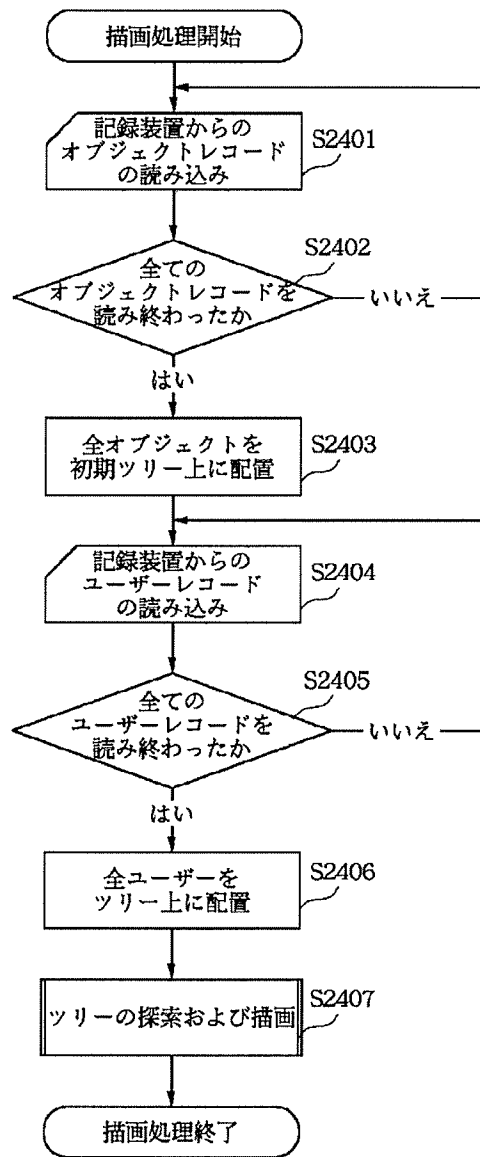 描画処理開始
記録装置からの
オブジェクトレコード
の読み込み
S2401
全ての
オブジェクトレコードを
読み終わったか
S2402
いいえ
はい
全オブジェクトを
初期ツリー上に配置
S2403
記録装置からの
ユーザーレコード
の読み込み
S2404
全ての
ユーザーレコードを
読み終わったか
S2405
いいえ
はい
全ユーザーを
ツリー上に配置
S2406
ツリーの探索および描画
S2407
描画処理終了